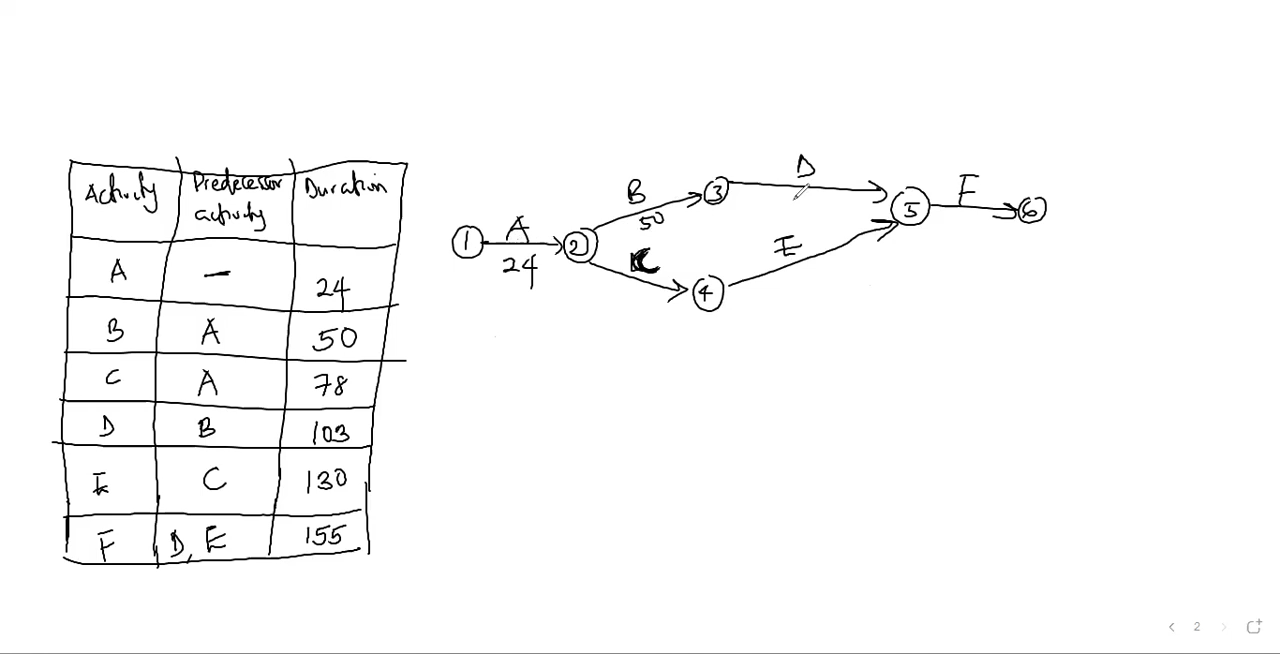 Activity Predecessor activity Duration
A - 24
B A 50
C A 78
D B 103
E C 130
F D, E 155
1 A 24 2
B 50 3
C 4
D 5
E
F 6
< 2 >